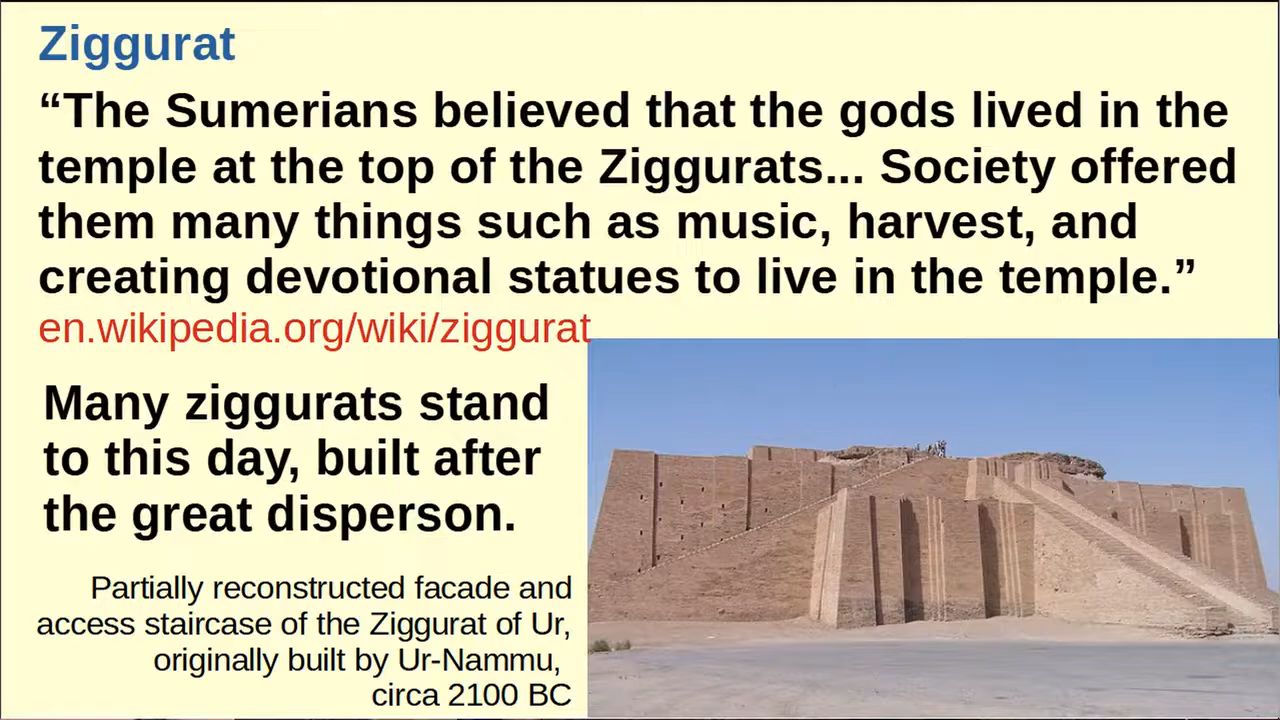 Ziggurat
“The Sumerians believed that the gods lived in the
temple at the top of the Ziggurats... Society offered
them many things such as music, harvest, and
creating devotional statues to live in the temple.”
en.wikipedia.org/wiki/ziggurat
Many ziggurats stand
to this day, built after
the great disperson.
Partially reconstructed facade and
access staircase of the Ziggurat of Ur,
originally built by Ur-Nammu,
circa 2100 BC